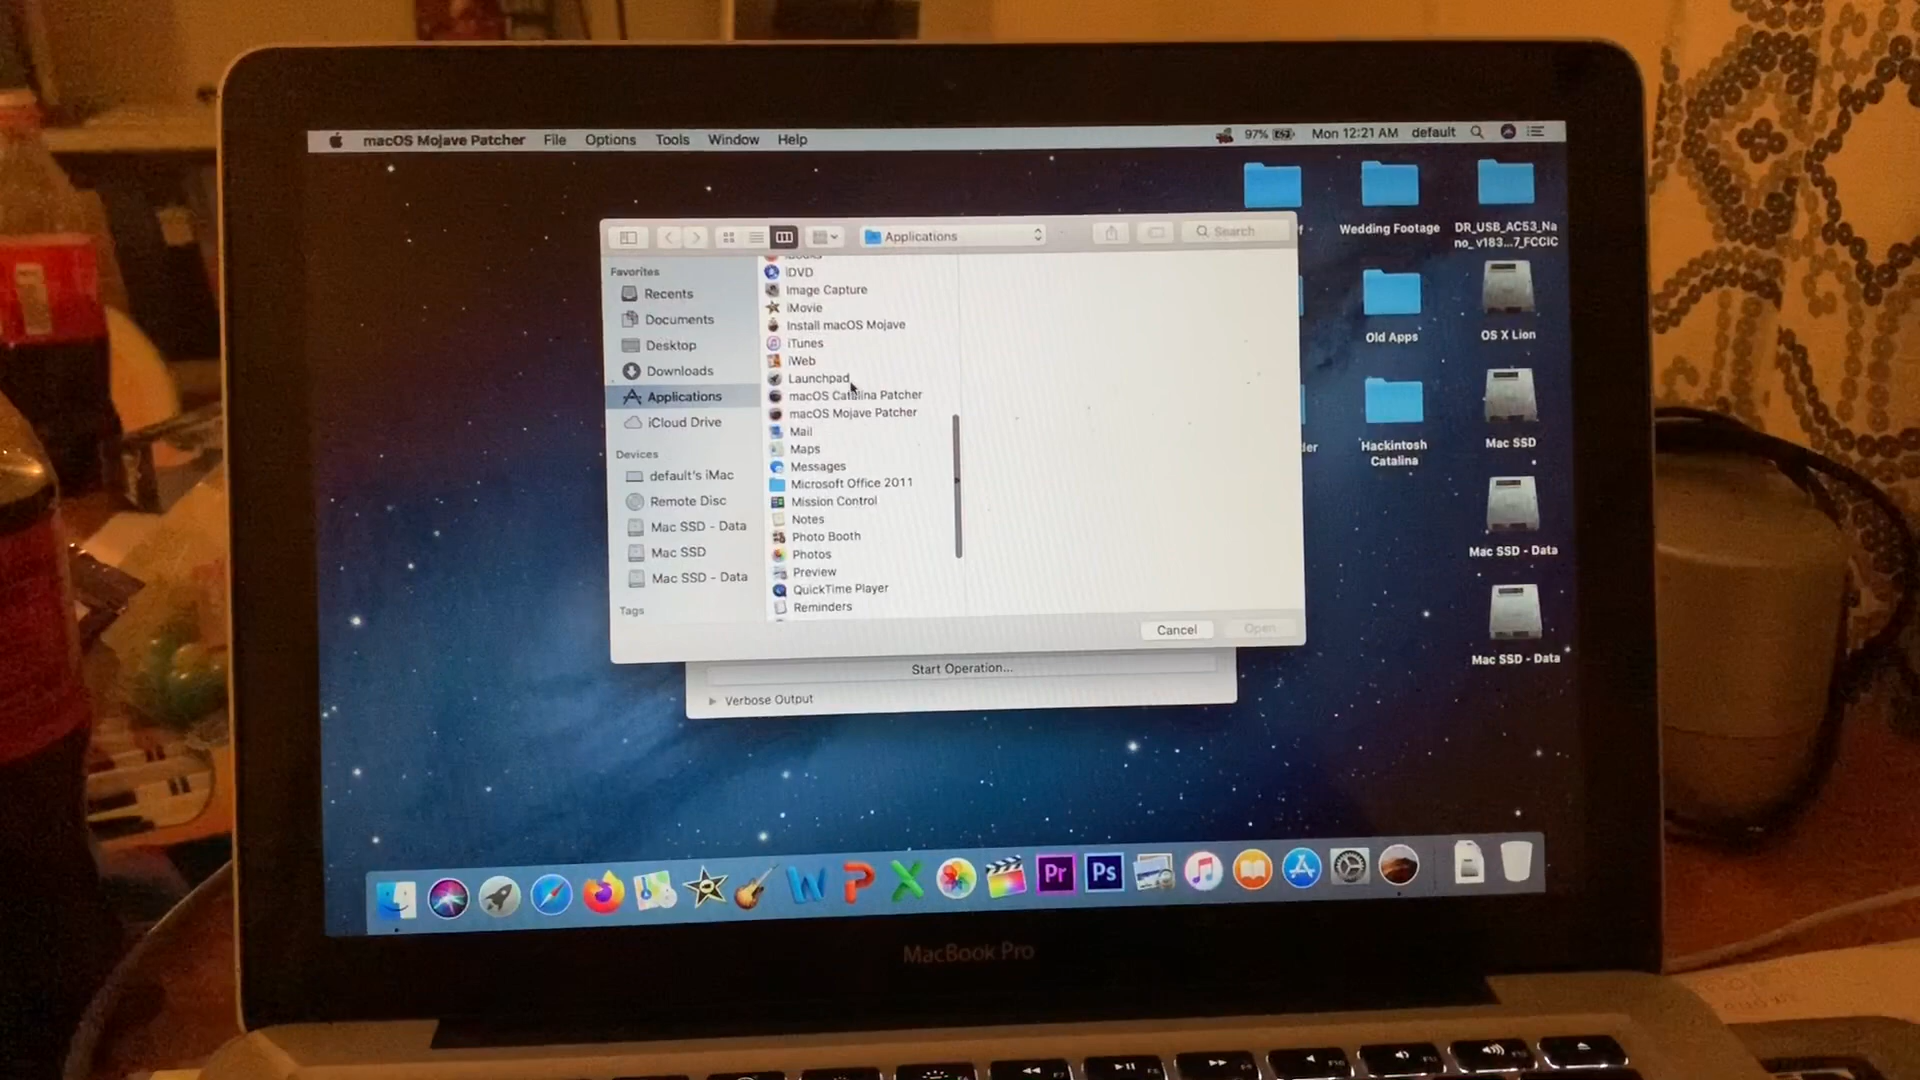 macOS Mojave Patcher File Options Tools Window Help 97% Mon 12:21 AM default
Wedding Footage
DR_USB_AC53_Na
no_v183...7_FCCIC
Old Apps
OS X Lion
Hackintosh
Catalina
Mac SSD
Mac SSD - Data
Mac SSD - Data
Applications
Search
Favorites
Recents
Documents
Desktop
Downloads
Applications
iCloud Drive
Devices
default's iMac
Remote Disc
Mac SSD - Data
Mac SSD
Mac SSD - Data
Tags
iDVD
Image Capture
iMovie
Install macOS Mojave
iTunes
iWeb
Launchpad
macOS Catalina Patcher
macOS Mojave Patcher
Mail
Maps
Messages
Microsoft Office 2011
Mission Control
Notes
Photo Booth
Photos
Preview
QuickTime Player
Reminders
Cancel Open
Start Operation...
Verbose Output
Pr Ps
MacBook Pro